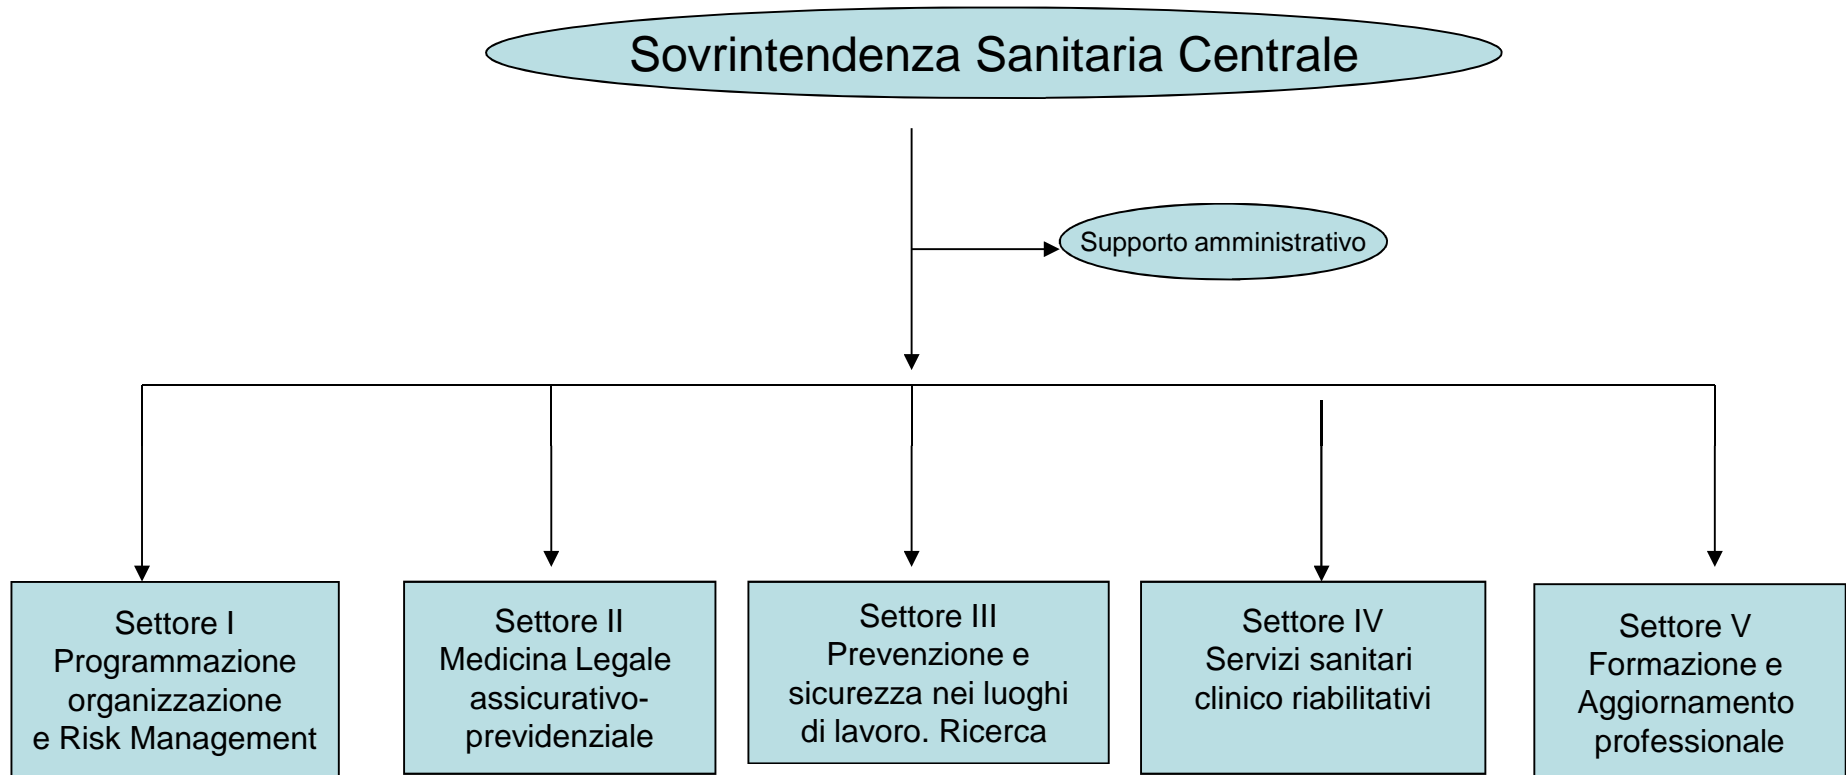 Sovrintendenza Sanitaria Centrale
Supporto amministrativo
Settore I
Programmazione
organizzazione
e Risk Management
Settore II
Medicina Legale
assicurativo-
previdenziale
Settore III
Prevenzione e
sicurezza nei luoghi
di lavoro. Ricerca
Settore IV
Servizi sanitari
clinico riabilitativi
Settore V
Formazione e
Aggiornamento
professionale